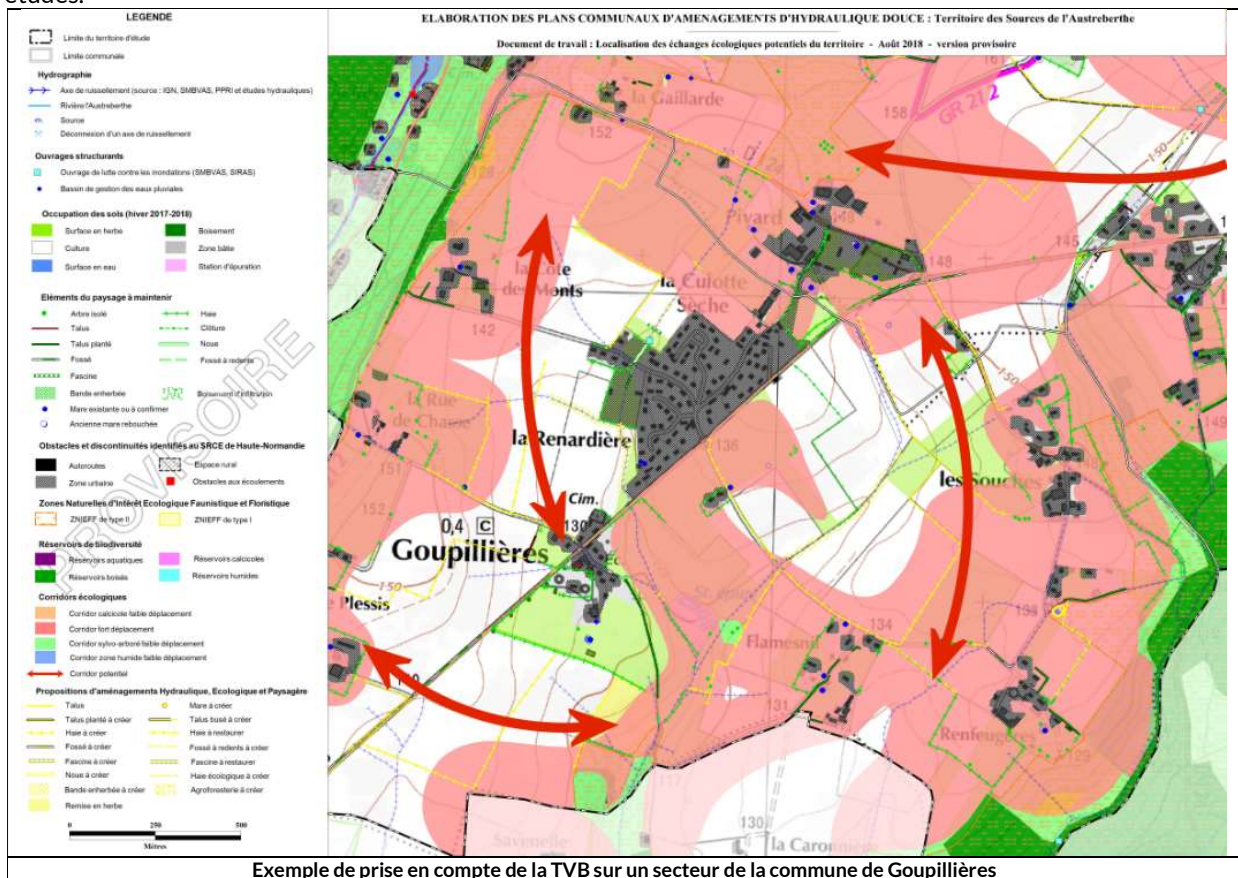 études.
LEGENDE
Limite du territoire d'étude
Limite communale
Hydrographie
Axe de ruissellement (source : IGN, SMBVAS, PPRI et études hydrauliques)
Rivière l'Austreberthe
Source
Déconnexion d'un axe de ruissellement
Ouvrages structurants
Ouvrage de lutte contre les inondations (SMBVAS, SIRAS)
Bassin de gestion des eaux pluviales
Occupation des sols (hiver 2017-2018)
Surface en herbe
Boisement
Culture
Zone bâtie
Surface en eau
Station d'épuration
Eléments du paysage à maintenir
Arbre isolé
Haie
Talus
Clôture
Talus planté
Noue
Fossé
Fossé à redents
Fascine
Bande enherbée
Boisement d'infiltration
Mare existante ou à confirmer
Ancienne mare rebouchée
Obstacles et discontinuités identifiés au SRCE de Haute-Normandie
Autoroutes
Espace rural
Zone urbaine
Obstacles aux écoulements
Zones Naturelles d'Intérêt Ecologique Faunistique et Floristique
ZNIEFF de type II
ZNIEFF de type I
Réservoirs de biodiversité
Réservoirs aquatiques
Réservoirs calcicoles
Réservoirs boisés
Réservoirs humides
Corridors écologiques
Corridor calcicole faible déplacement
Corridor fort déplacement
Corridor sylvo-arboré faible déplacement
Corridor zone humide faible déplacement
Corridor potentiel
Propositions d'aménagements Hydraulique, Ecologique et Paysagère
Talus
Mare à créer
Talus planté à créer
Talus busé à créer
Haie à créer
Haie à restaurer
Fossé à créer
Fossé à redents à créer
Fascine à créer
Fascine à restaurer
Noue à créer
Haie écologique à créer
Bande enherbée à créer
Agroforesterie à créer
Remise en herbe
0 250 500
Mètres
PROVISOIRE
ELABORATION DES PLANS COMMUNAUX D'AMENAGEMENTS D'HYDRAULIQUE DOUCE : Territoire des Sources de l'Austreberthe
Document de travail : Localisation des échanges écologiques potentiels du territoire - Août 2018 - version provisoire
Cim.
la Gaillarde
161
152
158
GR 212
150
128
Pivard
148
145
la Côte
des Monts
la Culotte
Sèche
148
142
150
la Rue
de Chasse
la Renardière
136
149
151
les Souches
152
Cim.
0,4 C 130
Goupillières
150
Plessis
139
Flamesnil
134
131
Renfeugères
129
117
130
Savenelle
la Caronnière
Exemple de prise en compte de la TVB sur un secteur de la commune de Goupillières